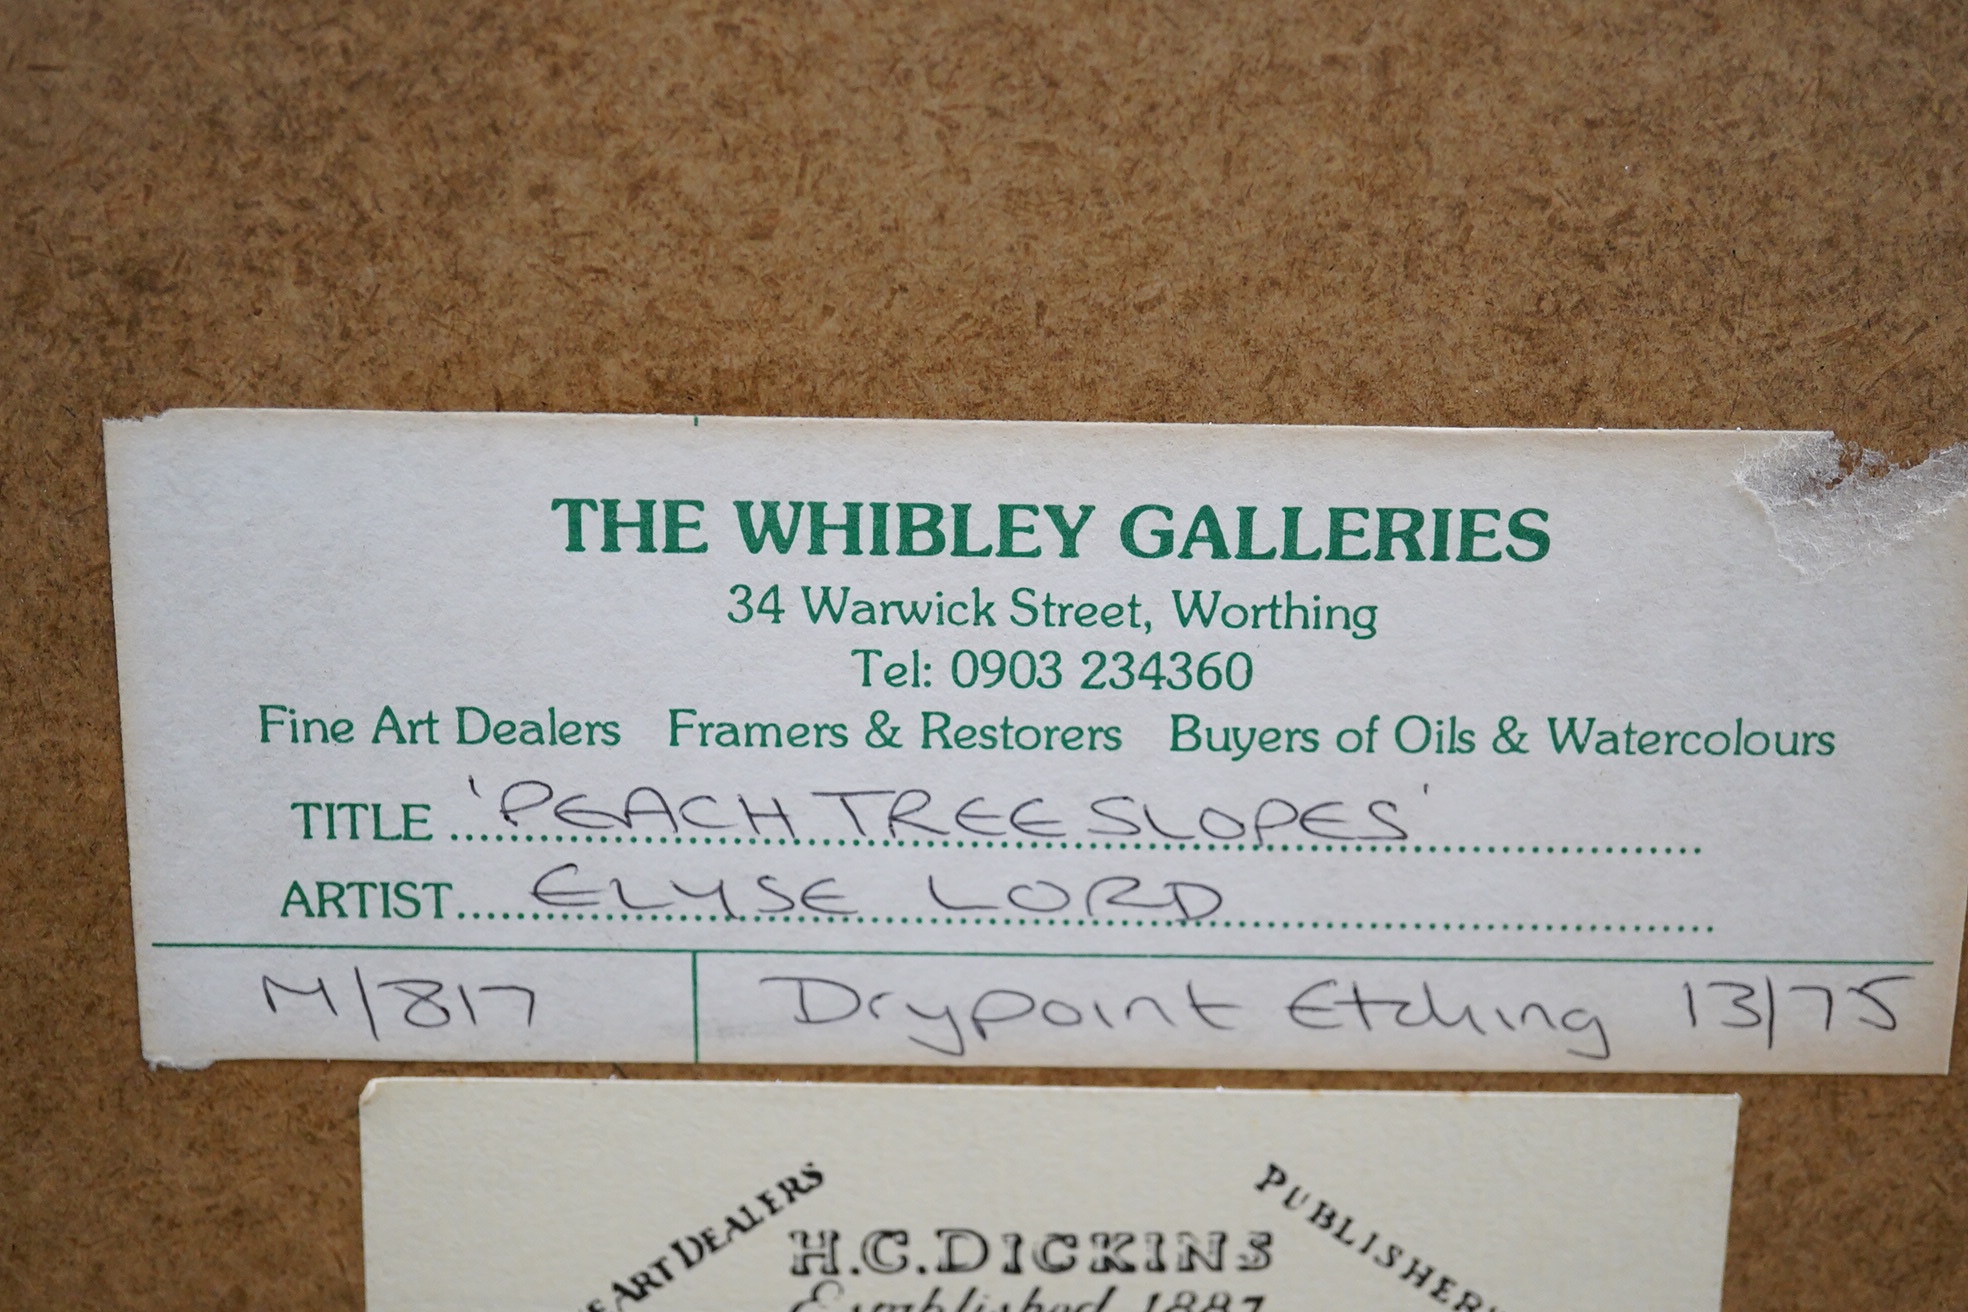 THE WHIBLEY GALLERIES
34 Warwick Street, Worthing
Tel: 0903 234360
Fine Art Dealers Framers & Restorers Buyers of Oils & Watercolours
TITLE 'PEACH TREE SLOPES'
ARTIST ELYSE LORD
M/817 Drypoint Etching 13/75
ART DEALERS
H.C. DICKINS
PUBLISHER
Established 1887